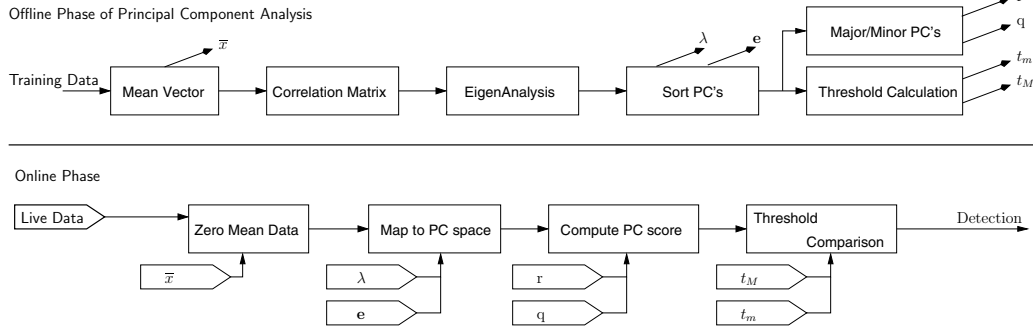 Offline Phase of Principal Component Analysis
x̅
λ
e
Major/Minor PC's
q
Training Data
Mean Vector
Correlation Matrix
EigenAnalysis
Sort PC's
Threshold Calculation
t_m
t_M
Online Phase
Live Data
Zero Mean Data
Map to PC space
Compute PC score
Threshold
Comparison
Detection
x̅
λ
r
t_M
e
q
t_m